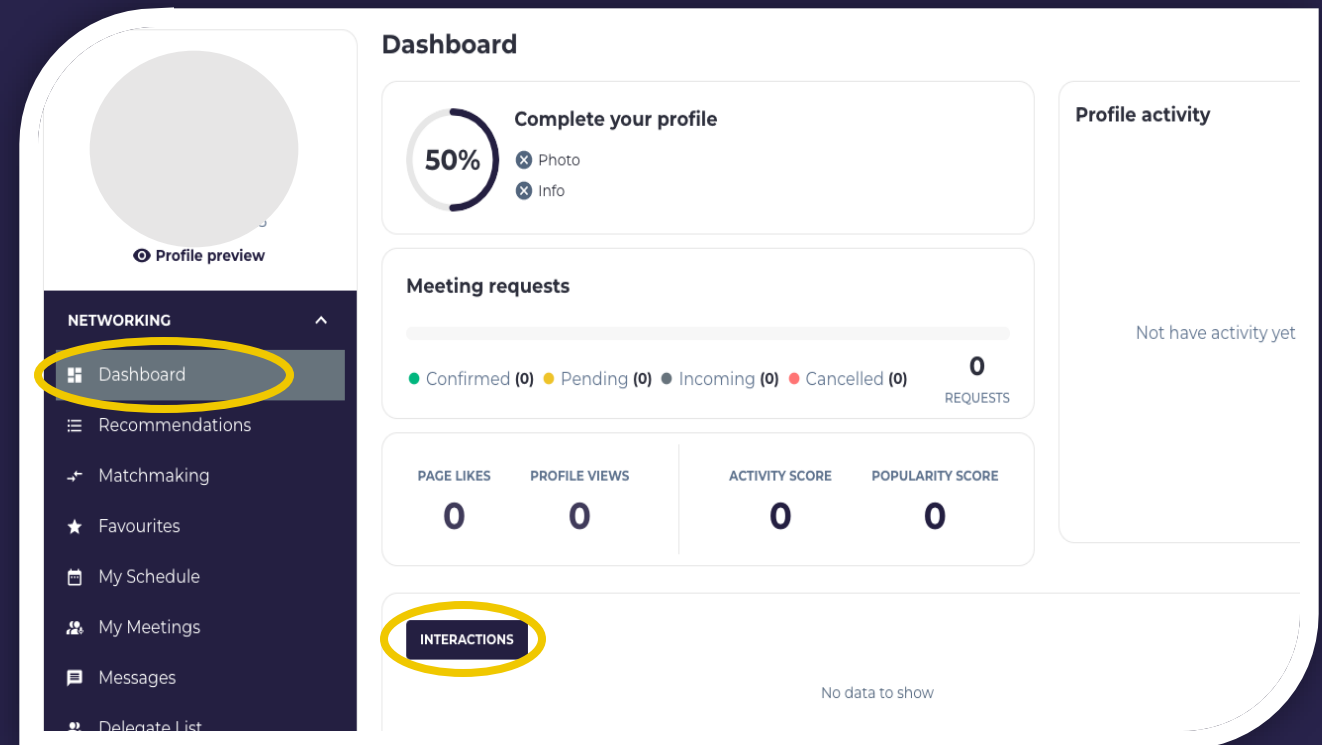 Profile preview
NETWORKING
Dashboard
Recommendations
Matchmaking
Favourites
My Schedule
My Meetings
Messages
Delegate List
Dashboard
50%
Complete your profile
Photo
Info
Meeting requests
Confirmed (0) Pending (0) Incoming (0) Cancelled (0)
0
REQUESTS
PAGE LIKES PROFILE VIEWS ACTIVITY SCORE POPULARITY SCORE
0 0 0 0
Profile activity
Not have activity yet
INTERACTIONS
No data to show